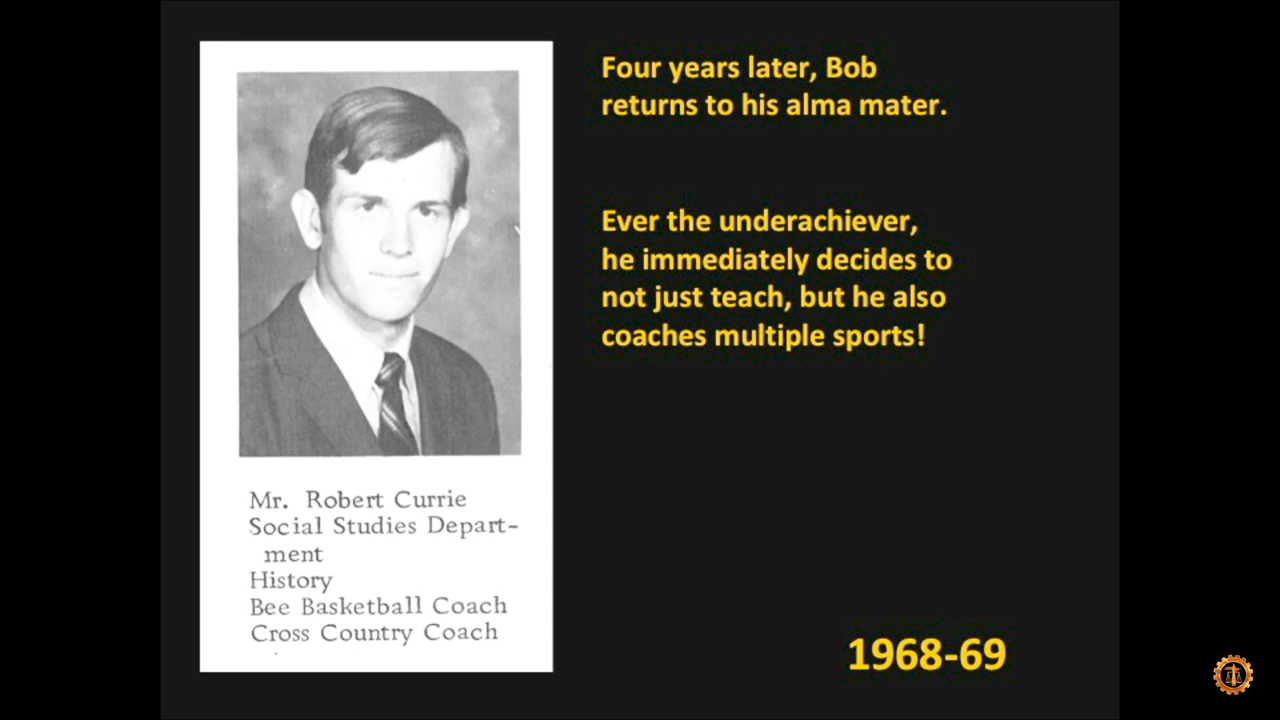 Four years later, Bob
returns to his alma mater.
Ever the underachiever,
he immediately decides to
not just teach, but he also
coaches multiple sports!
Mr. Robert Currie
Social Studies Depart-
ment
History
Bee Basketball Coach
Cross Country Coach
1968-69